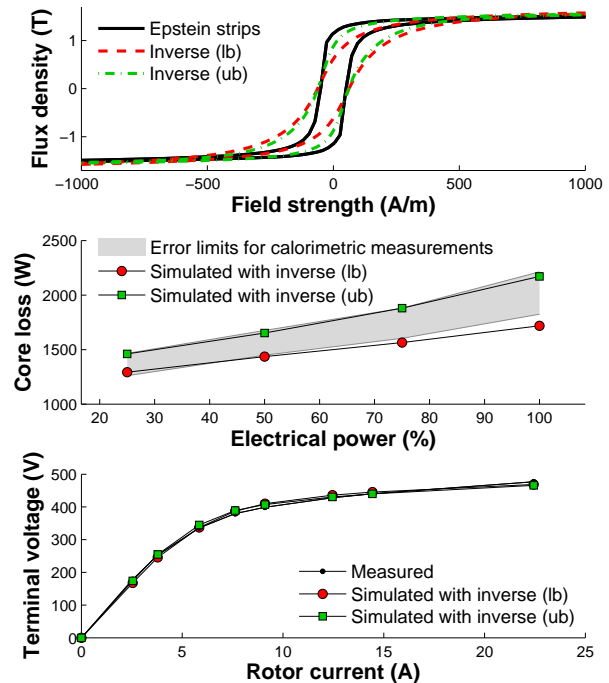 Flux density (T)
1
0
−1
Epstein strips
Inverse (lb)
Inverse (ub)
−1000
−500
0
500
1000
Field strength (A/m)
Core loss
(W)
2500
2000
1500
1000
Error limits for calorimetric measurements
Simulated with inverse (lb)
Simulated with inverse (ub)
20
30
40
50
60
70
80
90
100
Electrical power (%)
Terminal voltage (V)
500
400
300
200
100
0
Measured
Simulated with inverse (lb)
Simulated with inverse (ub)
0
5
10
15
20
25
Rotor current (A)